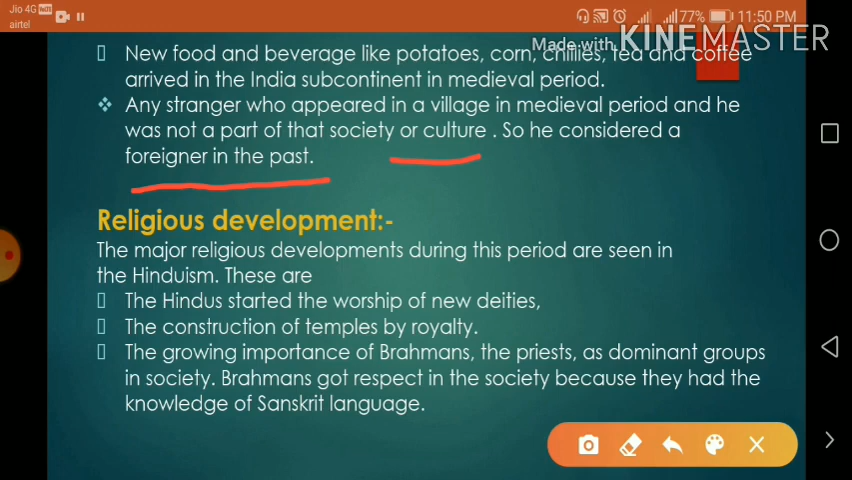 Jio 4G
airtel
77% 11:50 PM
Made with KINEMASTER
New food and beverage like potatoes, corn, chillies, tea and coffee
arrived in the India subcontinent in medieval period.
Any stranger who appeared in a village in medieval period and he
was not a part of that society or culture . So he considered a
foreigner in the past.
Religious development:-
The major religious developments during this period are seen in
the Hinduism. These are
The Hindus started the worship of new deities,
The construction of temples by royalty.
The growing importance of Brahmans, the priests, as dominant groups
in society. Brahmans got respect in the society because they had the
knowledge of Sanskrit language.